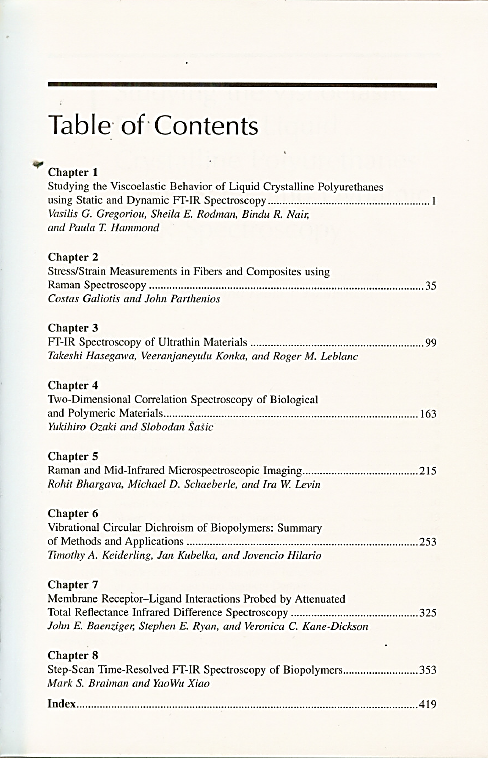 Table of Contents
Chapter 1
Studying the Viscoelastic Behavior of Liquid Crystalline Polyurethanes
using Static and Dynamic FT-IR Spectroscopy........................................................ 1
Vasilis G. Gregoriou, Sheila E. Rodman, Bindu R. Nair,
and Paula T. Hammond
Chapter 2
Stress/Strain Measurements in Fibers and Composites using
Raman Spectroscopy ............................................................................................... 35
Costas Galiotis and John Parthenios
Chapter 3
FT-IR Spectroscopy of Ultrathin Materials ............................................................ 99
Takeshi Hasegawa, Veeranjaneyulu Konka, and Roger M. Leblanc
Chapter 4
Two-Dimensional Correlation Spectroscopy of Biological
and Polymeric Materials........................................................................................ 163
Yukihiro Ozaki and Slobodan Šašic
Chapter 5
Raman and Mid-Infrared Microspectroscopic Imaging........................................ 215
Rohit Bhargava, Michael D. Schaeberle, and Ira W. Levin
Chapter 6
Vibrational Circular Dichroism of Biopolymers: Summary
of Methods and Applications ................................................................................ 253
Timothy A. Keiderling, Jan Kubelka, and Jovencio Hilario
Chapter 7
Membrane Receptor–Ligand Interactions Probed by Attenuated
Total Reflectance Infrared Difference Spectroscopy ............................................ 325
John E. Baenziger, Stephen E. Ryan, and Veronica C. Kane-Dickson
Chapter 8
Step-Scan Time-Resolved FT-IR Spectroscopy of Biopolymers.......................... 353
Mark S. Braiman and YaoWu Xiao
Index...................................................................................................................... 419